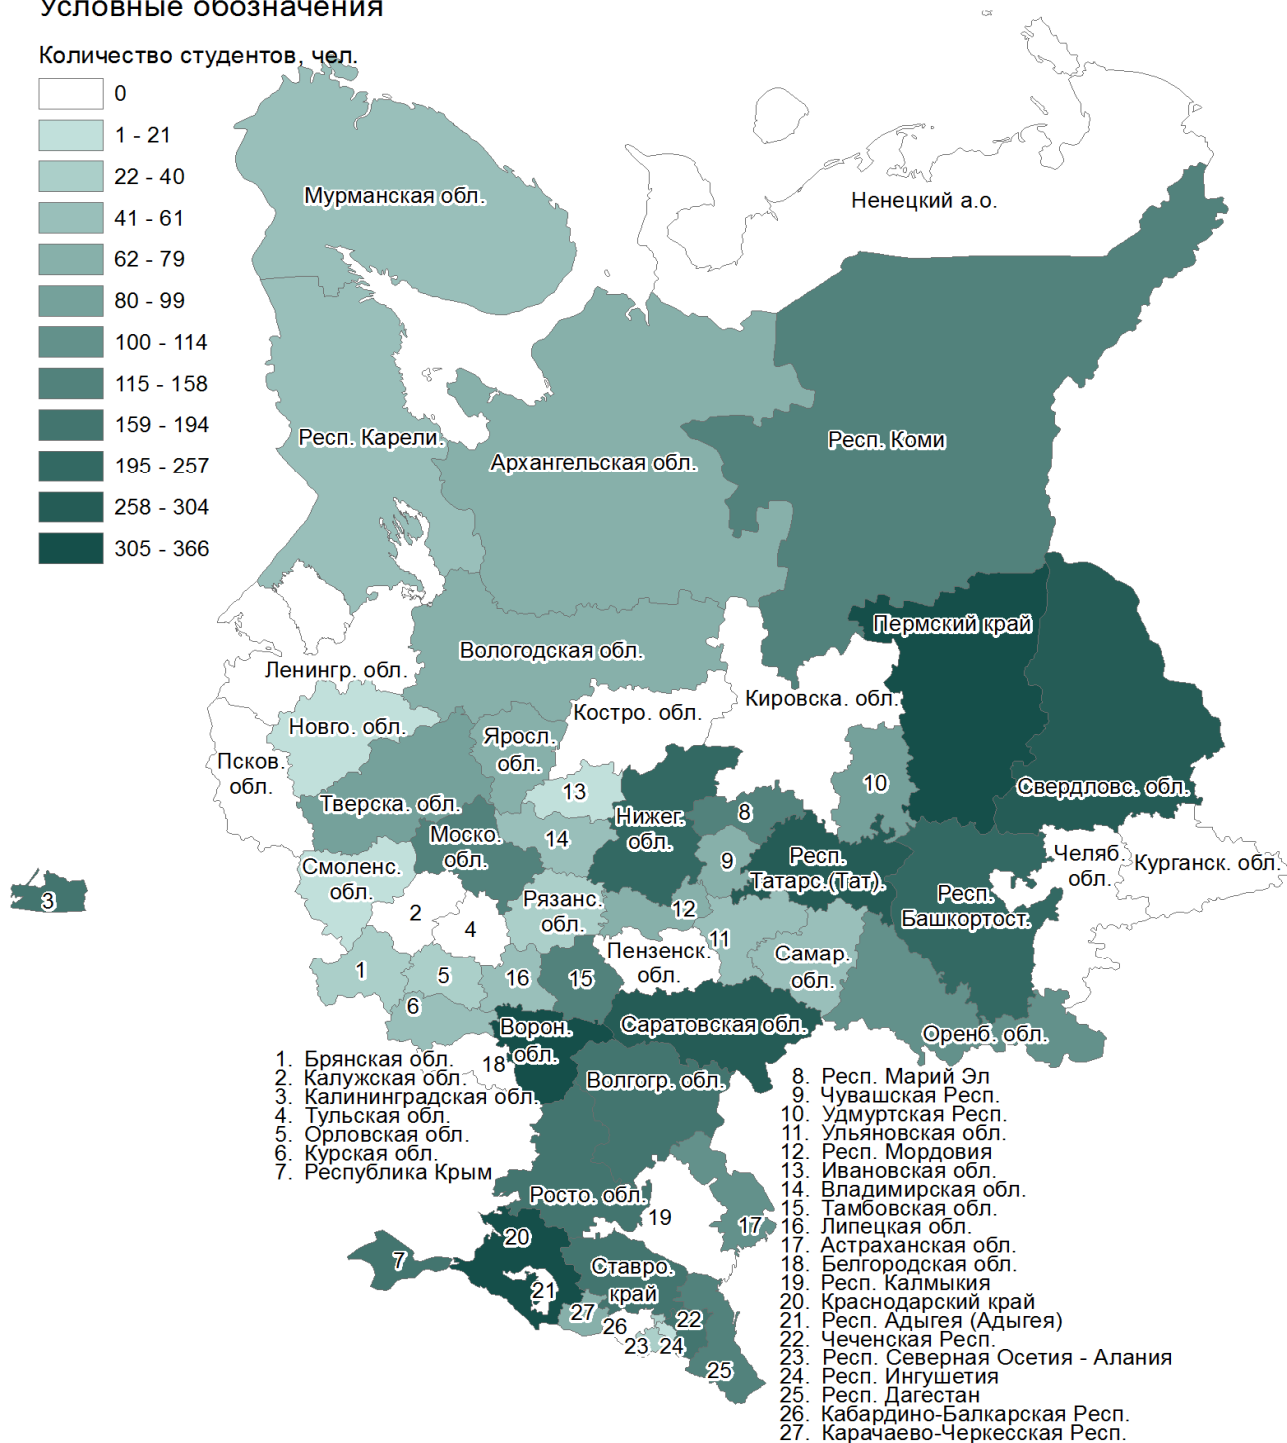 Условные обозначения
Количество студентов, чел.
0
1 - 21
22 - 40
41 - 61
62 - 79
80 - 99
100 - 114
115 - 158
159 - 194
195 - 257
258 - 304
305 - 366
Мурманская обл.
Ненецкий а.о.
Респ. Карели.
Архангельская обл.
Респ. Коми
Пермский край
Вологодская обл.
Ленингр. обл.
Кировска. обл.
Костро. обл.
Новго. обл.
Яросл.
обл.
Псков.
обл.
Тверска. обл.
13
10
Свердловс. обл.
Нижег.
обл.
8
Моско.
обл.
14
9
Респ.
Татарс.(Тат).
Челяб.
обл.
Курганск. обл.
Смоленс.
обл.
3
2
4
Рязанс.
обл.
12
Респ.
Башкортост.
11
Пензенск.
обл.
Самар.
обл.
1
5
16
15
6
Ворон.
обл.
Саратовская обл.
Оренб. обл.
18
Волгогр. обл.
1. Брянская обл.
2. Калужская обл.
3. Калининградская обл.
4. Тульская обл.
5. Орловская обл.
6. Курская обл.
7. Республика Крым
Росто. обл.
19
17
20
7
Ставро.
край
21
27
26
22
23
24
25
8. Респ. Марий Эл
9. Чувашская Респ.
10. Удмуртская Респ.
11. Ульяновская обл.
12. Респ. Мордовия
13. Ивановская обл.
14. Владимирская обл.
15. Тамбовская обл.
16. Липецкая обл.
17. Астраханская обл.
18. Белгородская обл.
19. Респ. Калмыкия
20. Краснодарский край
21. Респ. Адыгея (Адыгея)
22. Чеченская Респ.
23. Респ. Северная Осетия - Алания
24. Респ. Ингушетия
25. Респ. Дагестан
26. Кабардино-Балкарская Респ.
27. Карачаево-Черкесская Респ.